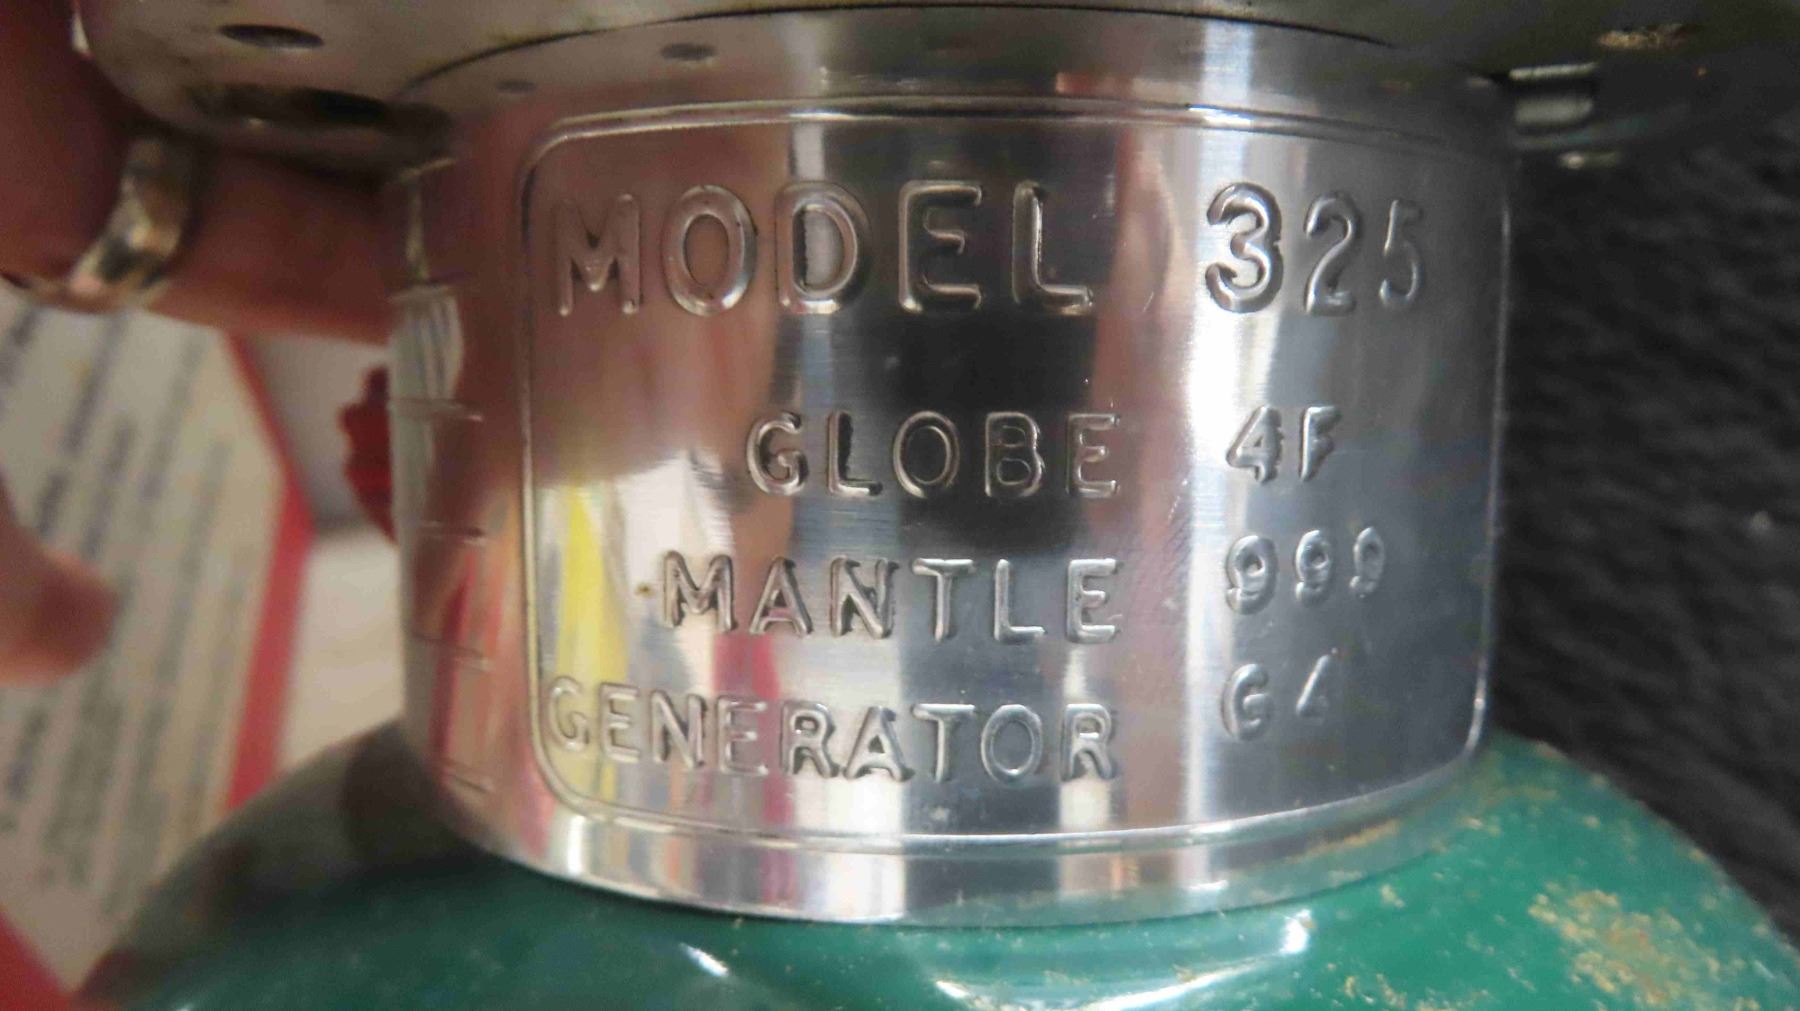 MODEL 325
GLOBE 4F
MANTLE 999
GENERATOR G4